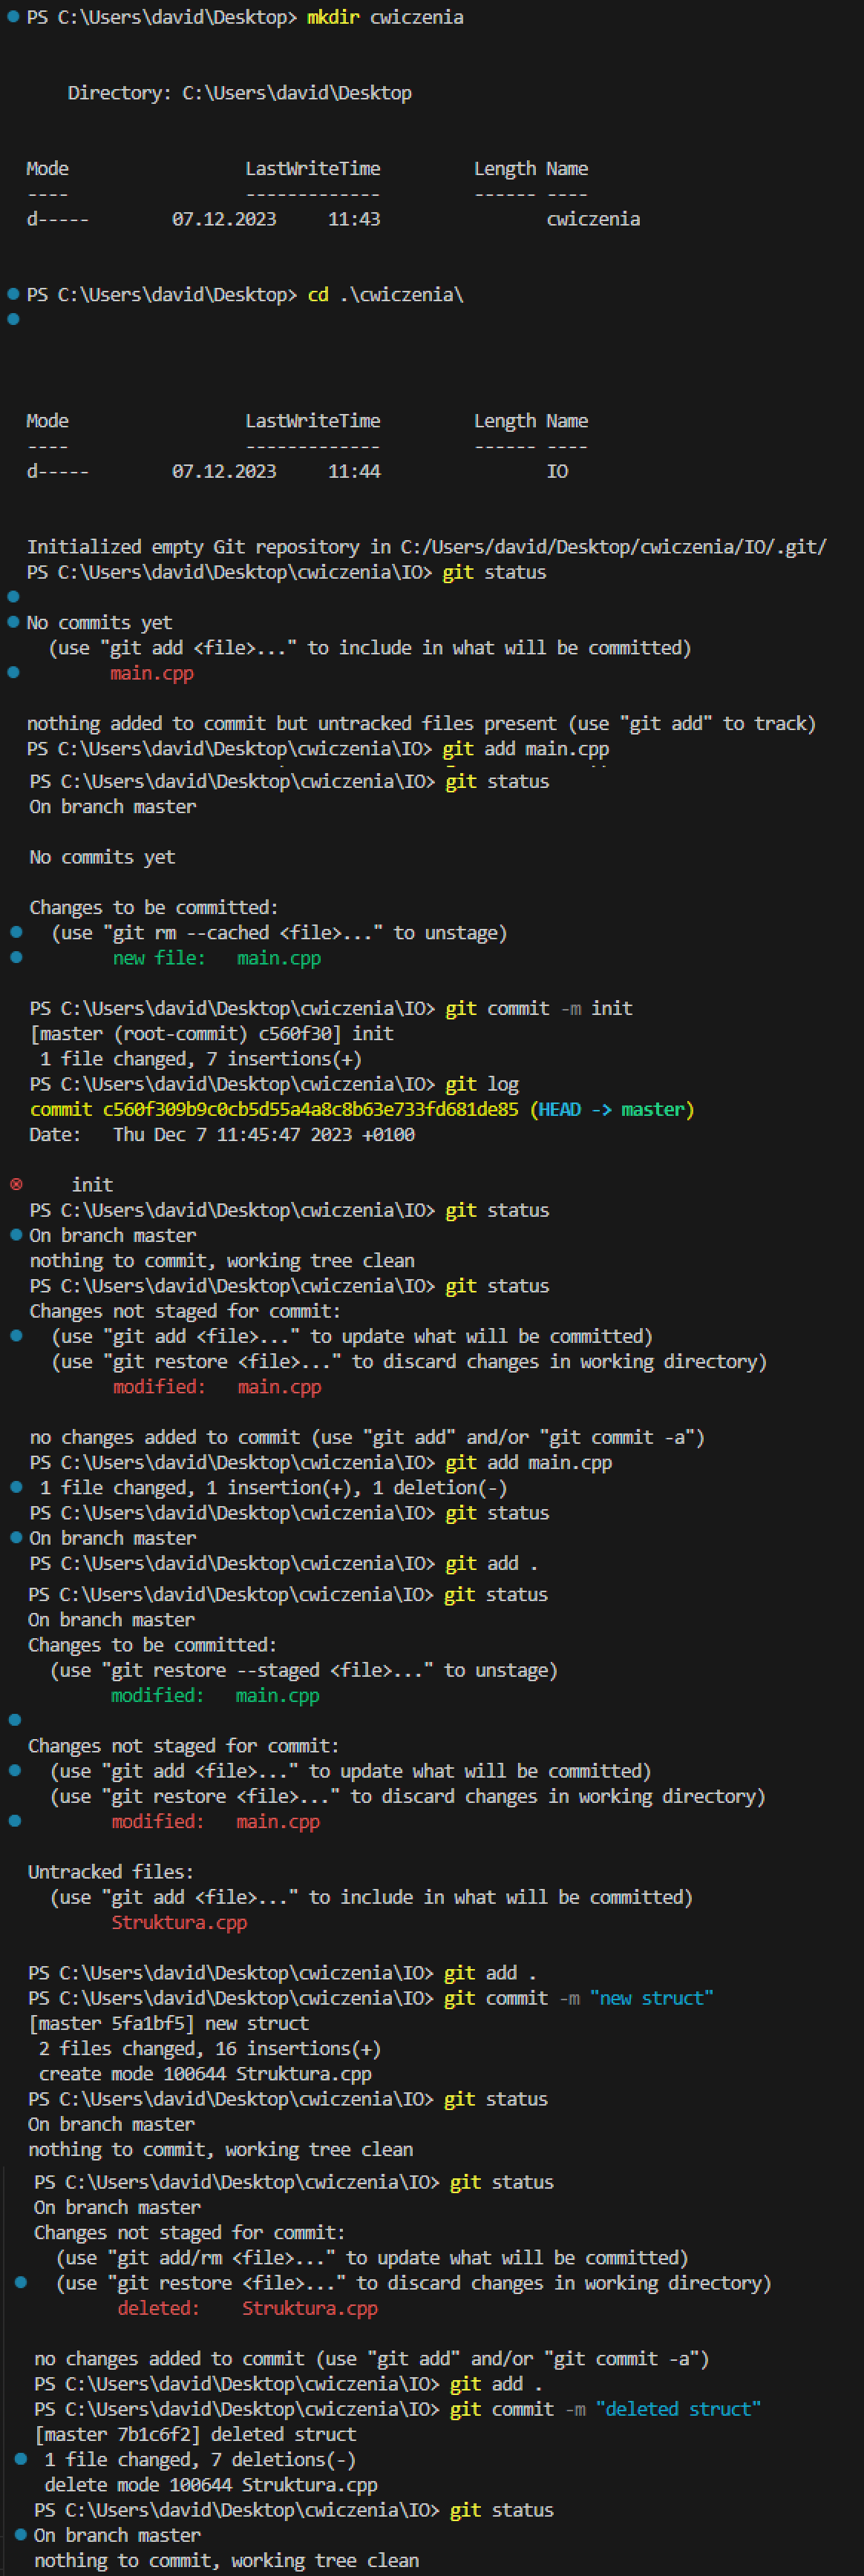 PS C:\Users\david\Desktop> mkdir cwiczenia
Directory: C:\Users\david\Desktop
Mode                 LastWriteTime         Length Name
----                 -------------         ------ ----
d-----        07.12.2023     11:43                cwiczenia
PS C:\Users\david\Desktop> cd .\cwiczenia\
Mode                 LastWriteTime         Length Name
----                 -------------         ------ ----
d-----        07.12.2023     11:44                IO
Initialized empty Git repository in C:/Users/david/Desktop/cwiczenia/IO/.git/
PS C:\Users\david\Desktop\cwiczenia\IO> git status
No commits yet
  (use "git add <file>..." to include in what will be committed)
        main.cpp
nothing added to commit but untracked files present (use "git add" to track)
PS C:\Users\david\Desktop\cwiczenia\IO> git add main.cpp
PS C:\Users\david\Desktop\cwiczenia\IO> git status
On branch master
No commits yet
Changes to be committed:
  (use "git rm --cached <file>..." to unstage)
        new file:   main.cpp
PS C:\Users\david\Desktop\cwiczenia\IO> git commit -m init
[master (root-commit) c560f30] init
 1 file changed, 7 insertions(+)
PS C:\Users\david\Desktop\cwiczenia\IO> git log
commit c560f309b9c0cb5d55a4a8c8b63e733fd681de85 (HEAD -> master)
Date:   Thu Dec 7 11:45:47 2023 +0100
    init
PS C:\Users\david\Desktop\cwiczenia\IO> git status
On branch master
nothing to commit, working tree clean
PS C:\Users\david\Desktop\cwiczenia\IO> git status
Changes not staged for commit:
  (use "git add <file>..." to update what will be committed)
  (use "git restore <file>..." to discard changes in working directory)
        modified:   main.cpp
no changes added to commit (use "git add" and/or "git commit -a")
PS C:\Users\david\Desktop\cwiczenia\IO> git add main.cpp
 1 file changed, 1 insertion(+), 1 deletion(-)
PS C:\Users\david\Desktop\cwiczenia\IO> git status
On branch master
PS C:\Users\david\Desktop\cwiczenia\IO> git add .
PS C:\Users\david\Desktop\cwiczenia\IO> git status
On branch master
Changes to be committed:
  (use "git restore --staged <file>..." to unstage)
        modified:   main.cpp
Changes not staged for commit:
  (use "git add <file>..." to update what will be committed)
  (use "git restore <file>..." to discard changes in working directory)
        modified:   main.cpp
Untracked files:
  (use "git add <file>..." to include in what will be committed)
        Struktura.cpp
PS C:\Users\david\Desktop\cwiczenia\IO> git add .
PS C:\Users\david\Desktop\cwiczenia\IO> git commit -m "new struct"
[master 5fa1bf5] new struct
 2 files changed, 16 insertions(+)
 create mode 100644 Struktura.cpp
PS C:\Users\david\Desktop\cwiczenia\IO> git status
On branch master
nothing to commit, working tree clean
PS C:\Users\david\Desktop\cwiczenia\IO> git status
On branch master
Changes not staged for commit:
  (use "git add/rm <file>..." to update what will be committed)
  (use "git restore <file>..." to discard changes in working directory)
        deleted:    Struktura.cpp
no changes added to commit (use "git add" and/or "git commit -a")
PS C:\Users\david\Desktop\cwiczenia\IO> git add .
PS C:\Users\david\Desktop\cwiczenia\IO> git commit -m "deleted struct"
[master 7b1c6f2] deleted struct
 1 file changed, 7 deletions(-)
 delete mode 100644 Struktura.cpp
PS C:\Users\david\Desktop\cwiczenia\IO> git status
On branch master
nothing to commit, working tree clean